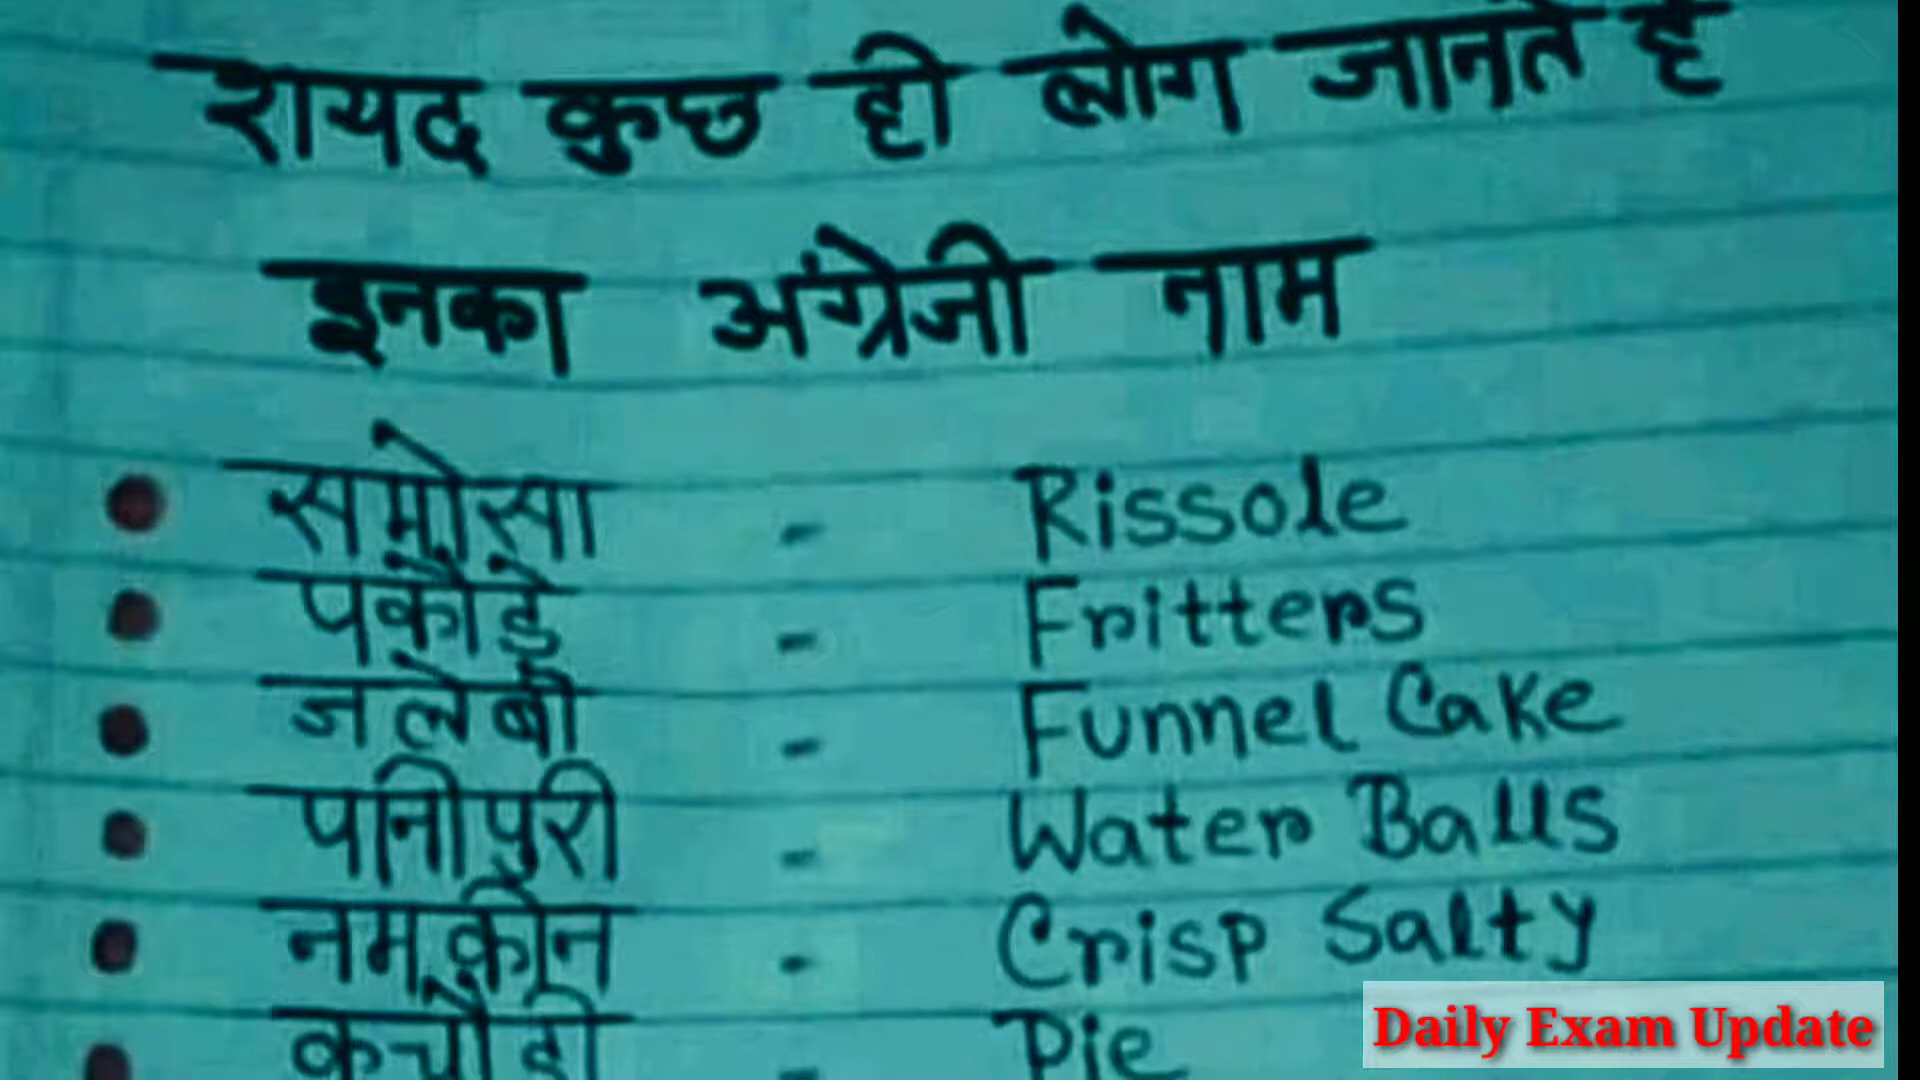 शायद कुछ ही लोग जानते है
इनका अंग्रेजी नाम
समोसा - Rissole
पकौड़े - Fritters
जलेबी - Funnel Cake
पानीपुरी - Water Balls
नमकीन - Crisp Salty
कचौड़ी - Pie
Daily Exam Update